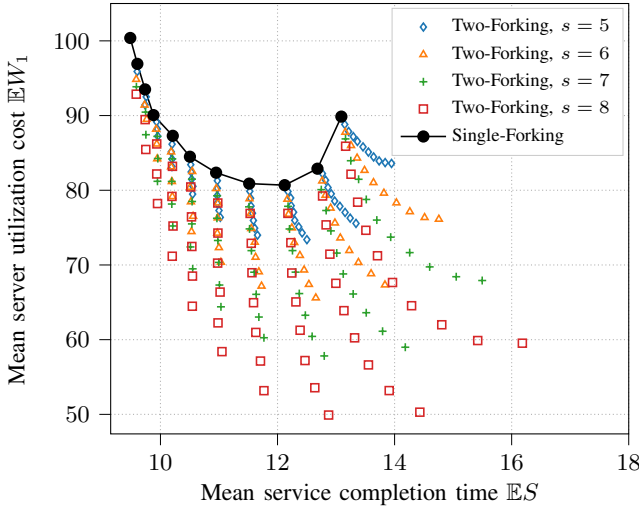 Two-Forking, s = 5
Two-Forking, s = 6
Two-Forking, s = 7
Two-Forking, s = 8
Single-Forking
100
90
80
70
60
50
Mean server utilization cost 𝔼W₁
10 12 14 16 18
Mean service completion time 𝔼S